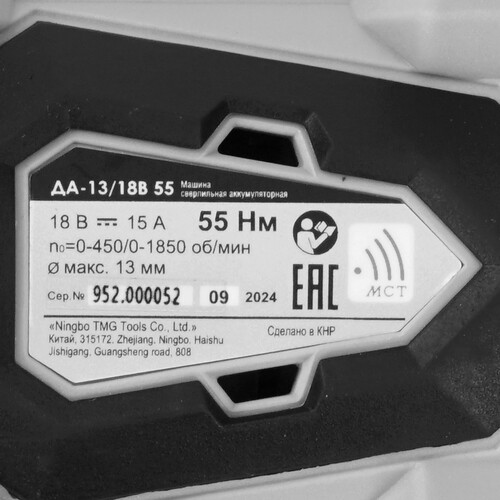 ДА-13/18В 55 Машина
сверлильная аккумуляторная
18 В ⎓ 15 А 55 Нм
n₀=0-450/0-1850 об/мин
Ø макс. 13 мм
Сер.№ 952.000052 09 2024
EAC
МСТ
«Ningbo TMG Tools Co., Ltd.»
Китай, 315172, Zhejiang, Ningbo, Haishu
Jishigang, Guangsheng road, 808
Сделано в КНР